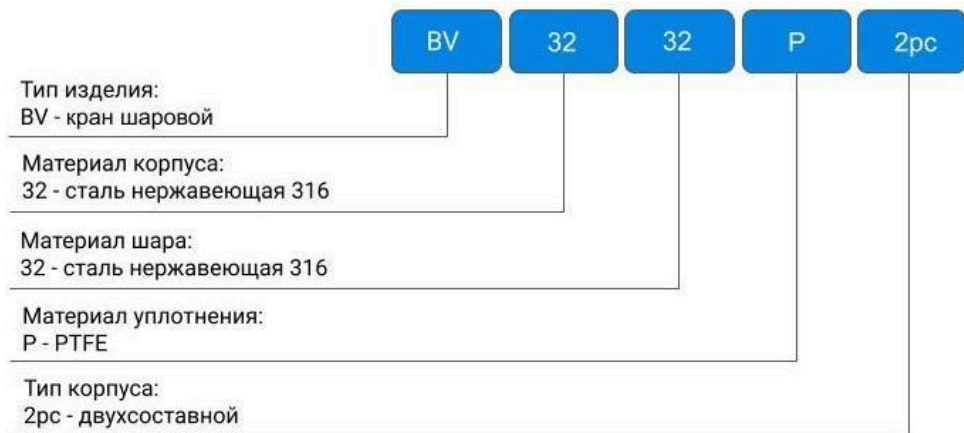 BV 32 32 P 2pc
Тип изделия:
BV - кран шаровой
Материал корпуса:
32 - сталь нержавеющая 316
Материал шара:
32 - сталь нержавеющая 316
Материал уплотнения:
P - PTFE
Тип корпуса:
2pc - двухсоставной